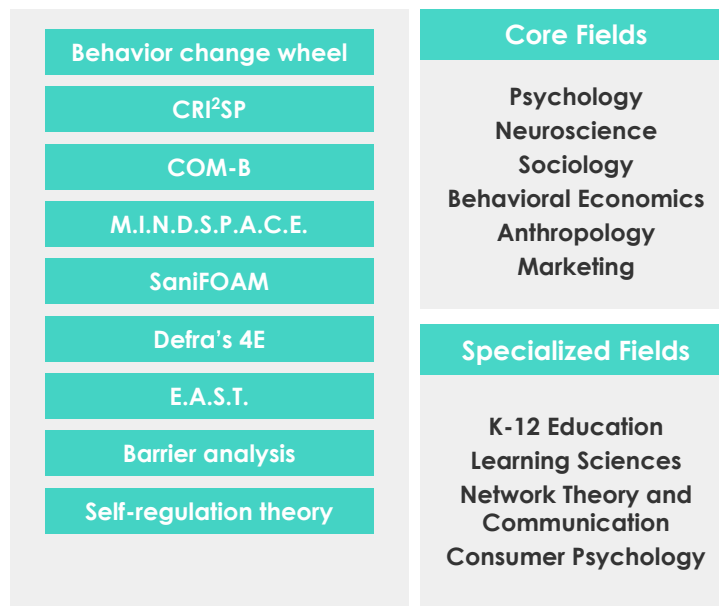 Behavior change wheel
CRI²SP
COM-B
M.I.N.D.S.P.A.C.E.
SaniFOAM
Defra's 4E
E.A.S.T.
Barrier analysis
Self-regulation theory
Core Fields
Psychology
Neuroscience
Sociology
Behavioral Economics
Anthropology
Marketing
Specialized Fields
K-12 Education
Learning Sciences
Network Theory and
Communication
Consumer Psychology